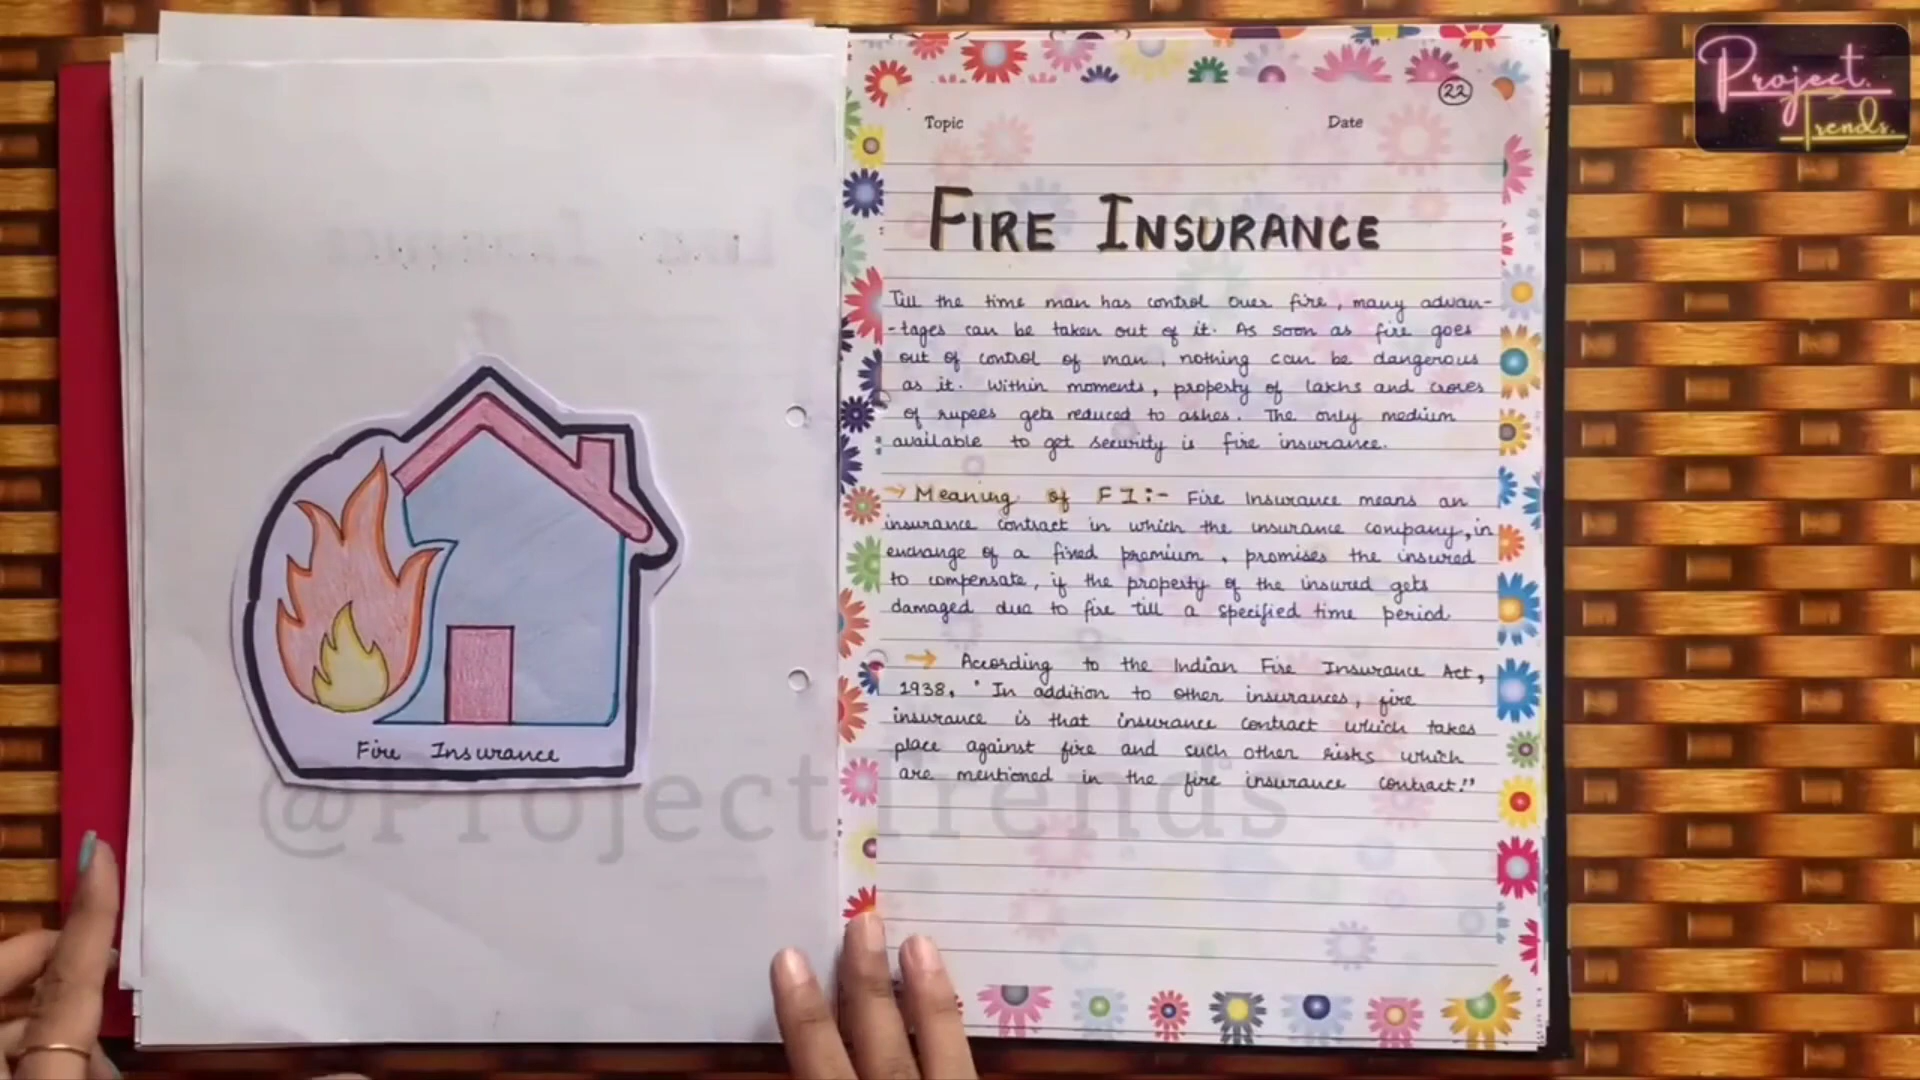 Project.
Trends.
22
Topic
Date
FIRE INSURANCE
Till the time man has control over fire, many advan-
-tages can be taken out of it. As soon as fire goes
out of control of man, nothing can be dangerous
as it. Within moments, property of lakhs and crores
of rupees gets reduced to ashes. The only medium
available to get security is fire insurance.
→ Meaning of F I :- Fire Insurance means an
insurance contract in which the insurance company, in
exchange of a fixed premium, promises the insured
to compensate, if the property of the insured gets
damaged due to fire till a specified time period
→ According to the Indian Fire Insurance Act,
1938, "In addition to other insurances, fire
insurance is that insurance contract which takes
place against fire and such other risks which
are mentioned in the fire insurance contract."
Fire Insurance
@Project Trends